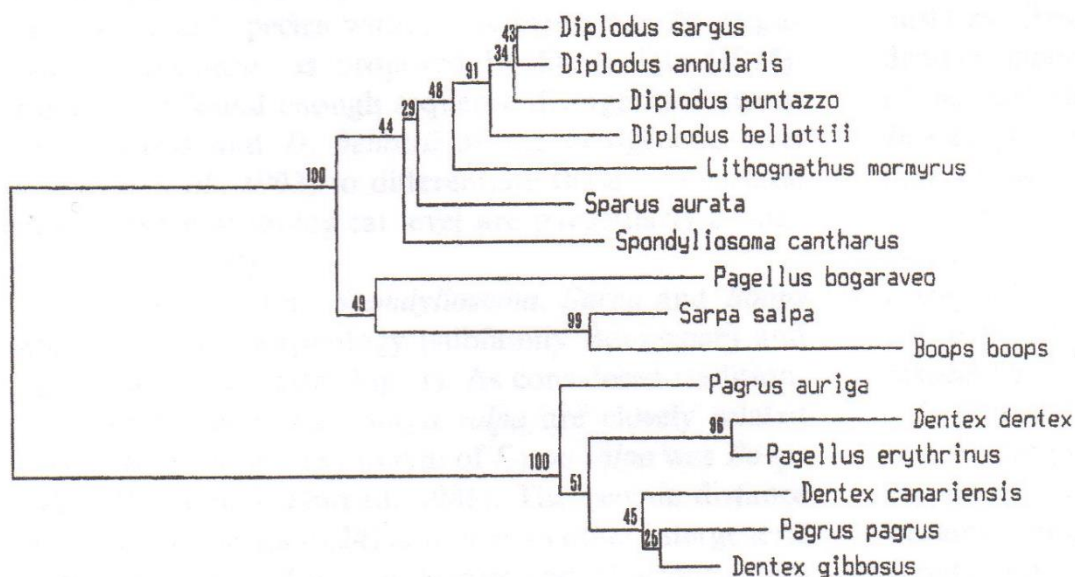 43 Diplodus sargus
34 Diplodus annularis
91 Diplodus puntazzo
48 Diplodus bellottii
29
44 Lithognathus mormyrus
100 Sparus aurata
Spondyliosoma cantharus
Pagellus bogaraveo
49 Sarpa salpa
99
Boops boops
Pagrus auriga
96 Dentex dentex
100 Pagellus erythrinus
51 Dentex canariensis
45 Pagrus pagrus
25
Dentex gibbosus